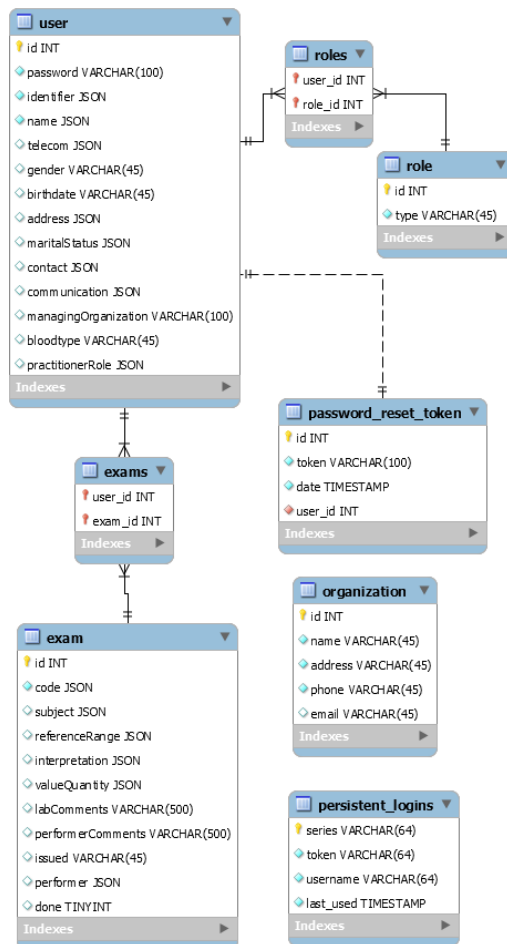 user
id INT
password VARCHAR(100)
identifier JSON
name JSON
telecom JSON
gender VARCHAR(45)
birthdate VARCHAR(45)
address JSON
maritalStatus JSON
contact JSON
communication JSON
managingOrganization VARCHAR(100)
bloodtype VARCHAR(45)
practitionerRole JSON
Indexes
roles
user_id INT
role_id INT
Indexes
role
id INT
type VARCHAR(45)
Indexes
password_reset_token
id INT
token VARCHAR(100)
date TIMESTAMP
user_id INT
Indexes
exams
user_id INT
exam_id INT
Indexes
organization
id INT
name VARCHAR(45)
address VARCHAR(45)
phone VARCHAR(45)
email VARCHAR(45)
Indexes
exam
id INT
code JSON
subject JSON
referenceRange JSON
interpretation JSON
valueQuantity JSON
labComments VARCHAR(500)
performerComments VARCHAR(500)
issued VARCHAR(45)
performer JSON
done TINYINT
Indexes
persistent_logins
series VARCHAR(64)
token VARCHAR(64)
username VARCHAR(64)
last_used TIMESTAMP
Indexes